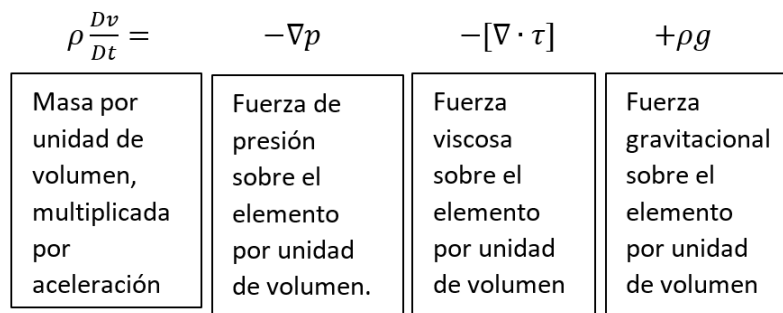 ρ Dv/Dt = −∇p −[∇ · τ] +ρg
Masa por
unidad de
volumen,
multiplicada
por
aceleración
Fuerza de
presión
sobre el
elemento
por unidad
de volumen.
Fuerza
viscosa
sobre el
elemento
por unidad
de volumen
Fuerza
gravitacional
sobre el
elemento
por unidad
de volumen